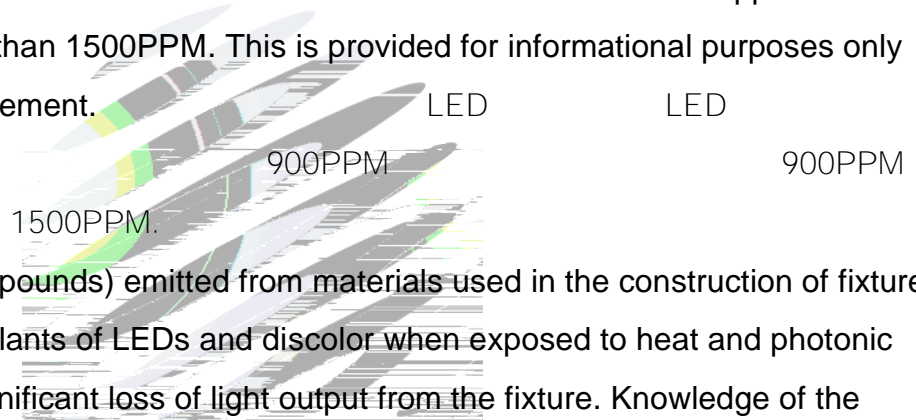 than 1500PPM. This is provided for informational purposes only
ement. LED LED
900PPM 900PPM
1500PPM.
pounds) emitted from materials used in the construction of fixture
lants of LEDs and discolor when exposed to heat and photonic
nificant loss of light output from the fixture. Knowledge of the